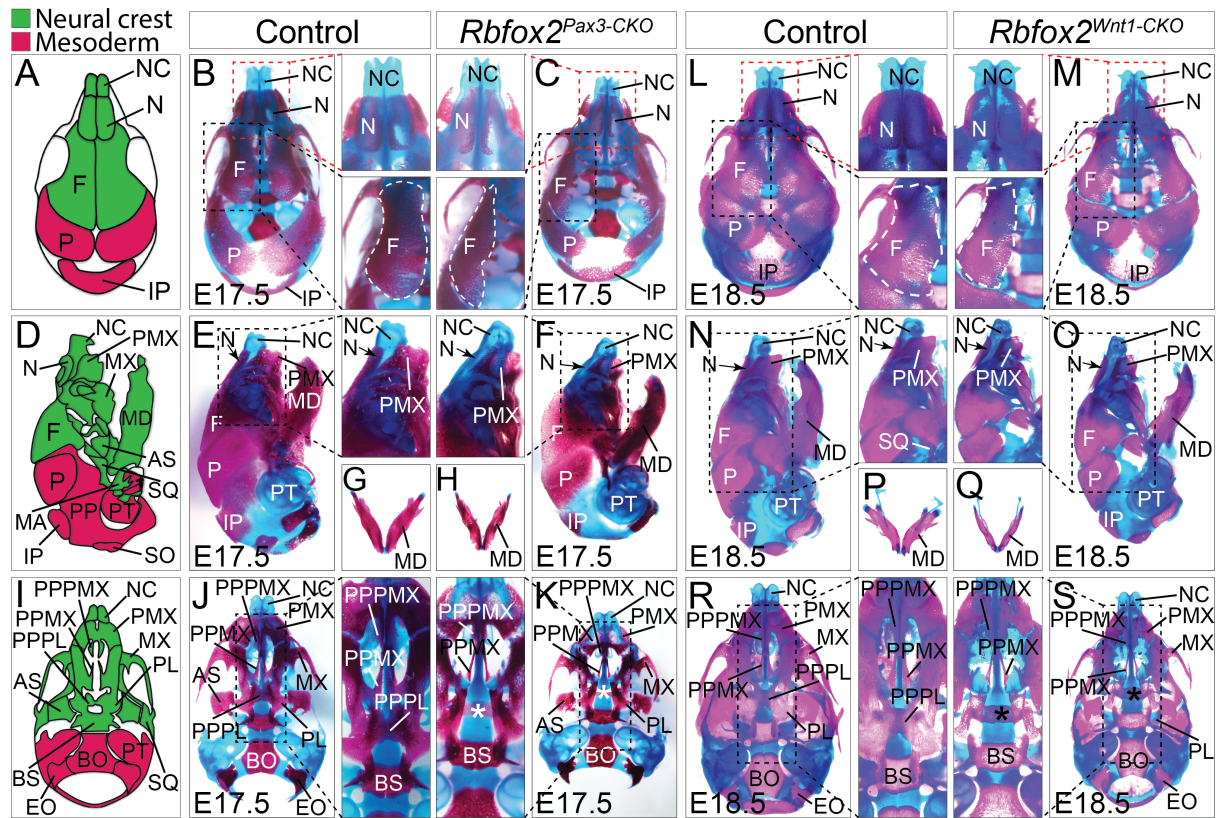 Neural crest
Mesoderm
Control
Rbfox2^Pax3-CKO
Control
Rbfox2^Wnt1-CKO
A
NC
N
F
P
IP
B
NC
N
F
P
E17.5
IP
NC
N
N
F
F
C
NC
N
F
P
IP
E17.5
L
NC
N
F
P
IP
E18.5
NC
N
N
F
F
M
NC
N
F
P
IP
E18.5
D
NC
PMX
N
MX
MD
F
AS
P
SQ
PP
PT
MA
IP
SO
E
NC
N
PMX
MD
F
P
PT
IP
E17.5
NC
N
PMX
NC
N
PMX
G
MD
H
MD
F
NC
N
PMX
F
MD
P
PT
IP
E17.5
N
NC
N
PMX
F
MD
P
PT
IP
E18.5
NC
N
PMX
SQ
NC
N
PMX
P
MD
Q
MD
O
NC
N
PMX
F
MD
P
PT
IP
E18.5
I
PPPMX
NC
PPMX
PMX
PPPL
MX
AS
PL
BO
PT
BS
EO
SQ
J
PPPMX
NC
PPMX
PMX
AS
MX
PPPL
PL
BO
E17.5
EO
PPPMX
PPMX
PPPL
BS
PPPMX
PPMX
*
BS
K
NC
PMX
PPMX
MX
*
AS
PL
BO
E17.5
R
NC
PMX
PPPMX
MX
PPPL
PPMX
PL
BO
E18.5
EO
PPPMX
PPMX
PPPL
BS
PPPMX
PPMX
*
BS
S
NC
PMX
PPPMX
MX
PPMX
*
PL
BO
E18.5
EO